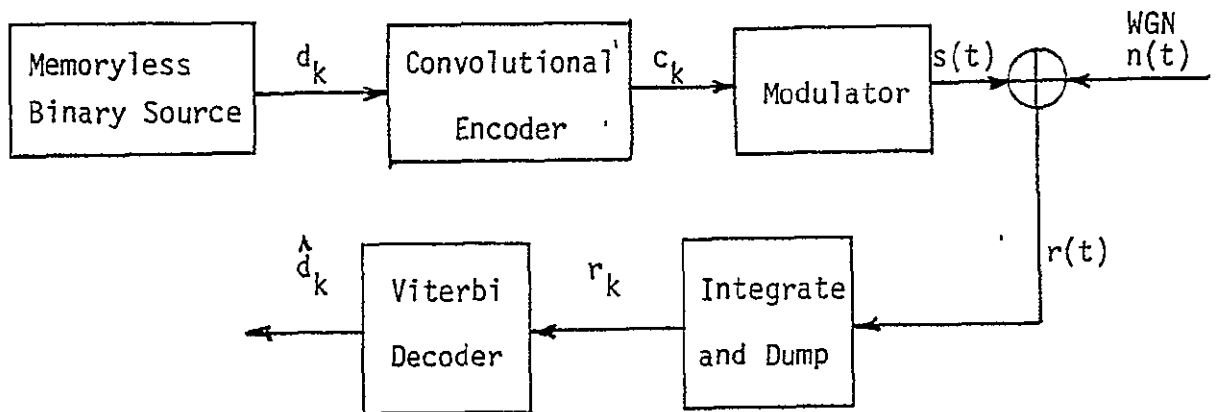 Memoryless
Binary Source
d_k
Convolutional
Encoder
c_k
Modulator
s(t)
WGN
n(t)
r(t)
Integrate
and Dump
r_k
Viterbi
Decoder
d̂_k